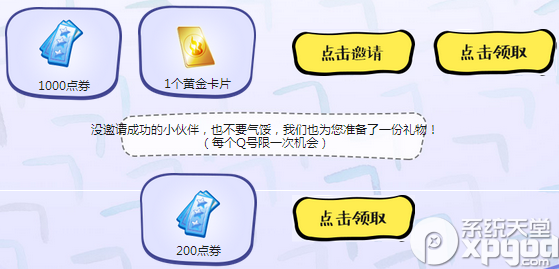 点击邀请
点击领取
1000点券
1个黄金卡片
没邀请成功的小伙伴，也不要气馁，我们也为您准备了一份礼物！
（每个Q号限一次机会）
点击领取
200点券
系统天堂
xpgod.com